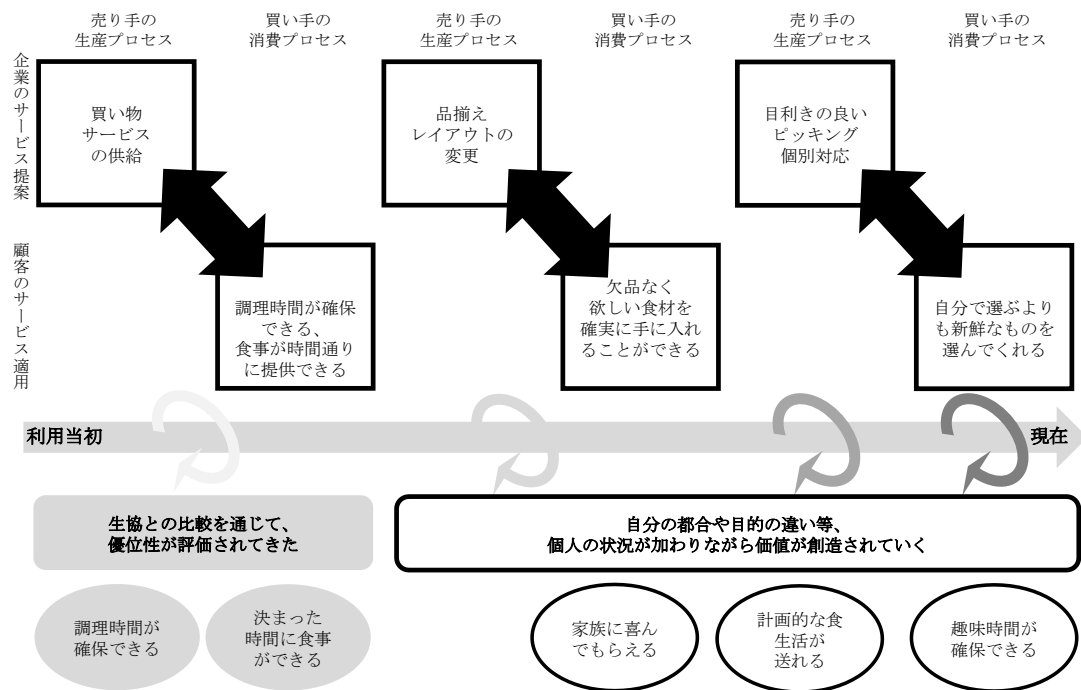 売り手の
生産プロセス
買い手の
消費プロセス
売り手の
生産プロセス
買い手の
消費プロセス
売り手の
生産プロセス
買い手の
消費プロセス
企業のサービス提案
買い物
サービス
の供給
品揃え
レイアウトの
変更
目利きの良い
ピッキング
個別対応
顧客のサービス適用
調理時間が確保
できる、
食事が時間通り
に提供できる
欠品なく
欲しい食材を
確実に手に入れ
ることができる
自分で選ぶより
も新鮮なものを
選んでくれる
利用当初
現在
生協との比較を通じて、
優位性が評価されてきた
自分の都合や目的の違い等、
個人の状況が加わりながら価値が創造されていく
調理時間が
確保できる
決まった
時間に食事
ができる
家族に喜ん
でもらえる
計画的な食
生活が
送れる
趣味時間が
確保できる